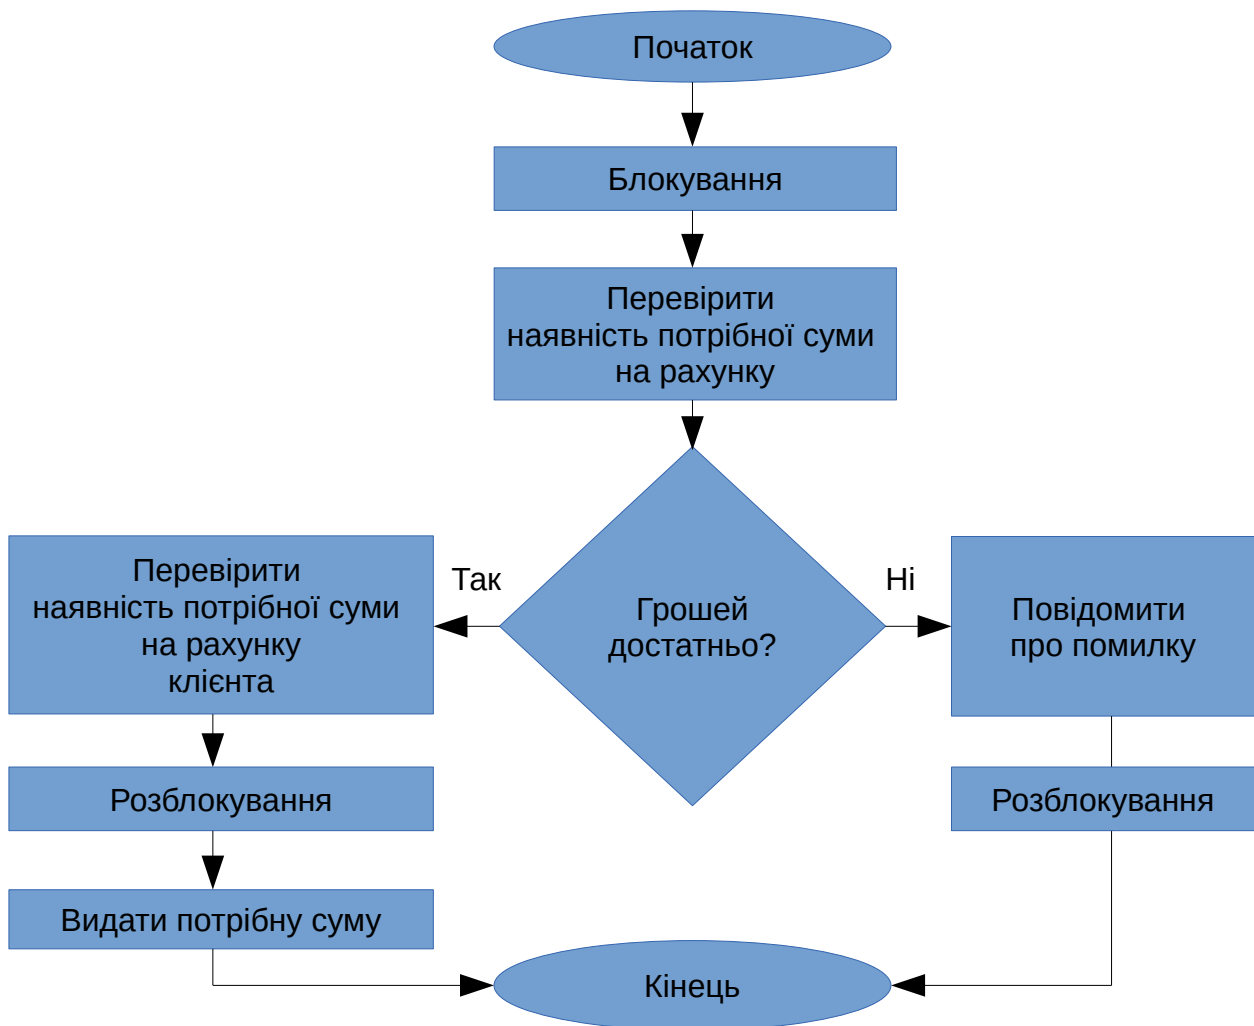 Початок
Блокування
Перевірити
наявність потрібної суми
на рахунку
Так
Ні
Грошей
достатньо?
Перевірити
наявність потрібної суми
на рахунку
клієнта
Розблокування
Видати потрібну суму
Повідомити
про помилку
Розблокування
Кінець